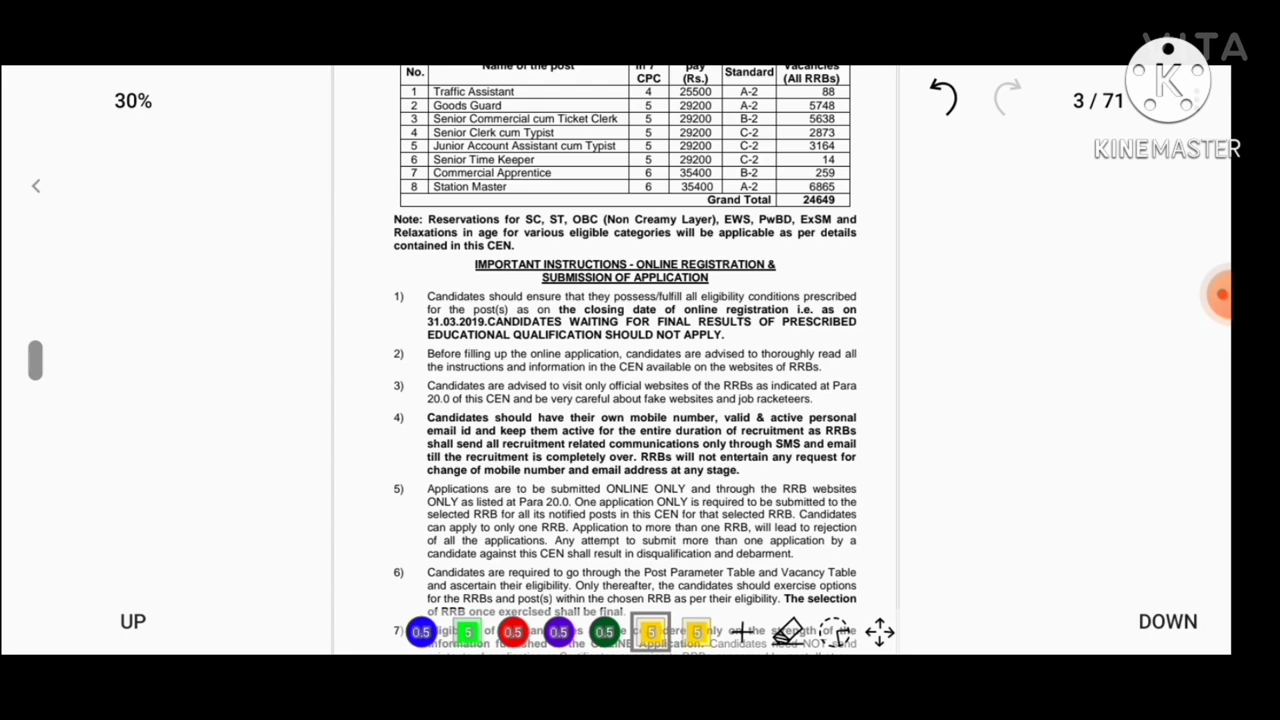 VITA
30%
3 / 71
KINEMASTER
K
No. Name of the post in 7 pay Standard Vacancies
CPC (Rs.) (All RRBs)
1 Traffic Assistant 4 25500 A-2 88
2 Goods Guard 5 29200 A-2 5748
3 Senior Commercial cum Ticket Clerk 5 29200 B-2 5638
4 Senior Clerk cum Typist 5 29200 C-2 2873
5 Junior Account Assistant cum Typist 5 29200 C-2 3164
6 Senior Time Keeper 5 29200 C-2 14
7 Commercial Apprentice 6 35400 B-2 259
8 Station Master 6 35400 A-2 6865
Grand Total 24649
Note: Reservations for SC, ST, OBC (Non Creamy Layer), EWS, PwBD, ExSM and
Relaxations in age for various eligible categories will be applicable as per details
contained in this CEN.
IMPORTANT INSTRUCTIONS - ONLINE REGISTRATION &
SUBMISSION OF APPLICATION
1) Candidates should ensure that they possess/fulfill all eligibility conditions prescribed
for the post(s) as on the closing date of online registration i.e. as on
31.03.2019.CANDIDATES WAITING FOR FINAL RESULTS OF PRESCRIBED
EDUCATIONAL QUALIFICATION SHOULD NOT APPLY.
2) Before filling up the online application, candidates are advised to thoroughly read all
the instructions and information in the CEN available on the websites of RRBs.
3) Candidates are advised to visit only official websites of the RRBs as indicated at Para
20.0 of this CEN and be very careful about fake websites and job racketeers.
4) Candidates should have their own mobile number, valid & active personal
email id and keep them active for the entire duration of recruitment as RRBs
shall send all recruitment related communications only through SMS and email
till the recruitment is completely over. RRBs will not entertain any request for
change of mobile number and email address at any stage.
5) Applications are to be submitted ONLINE ONLY and through the RRB websites
ONLY as listed at Para 20.0. One application ONLY is required to be submitted to the
selected RRB for all its notified posts in this CEN for that selected RRB. Candidates
can apply to only one RRB. Application to more than one RRB, will lead to rejection
of all the applications. Any attempt to submit more than one application by a
candidate against this CEN shall result in disqualification and debarment.
6) Candidates are required to go through the Post Parameter Table and Vacancy Table
and ascertain their eligibility. Only thereafter, the candidates should exercise options
for the RRBs and post(s) within the chosen RRB as per their eligibility. The selection
of RRB once exercised shall be final.
7) of the strength of the
information the ONLINE Application. Candidates need NOT send
0.5 5 0.5 0.5 0.5 5 5
UP
DOWN